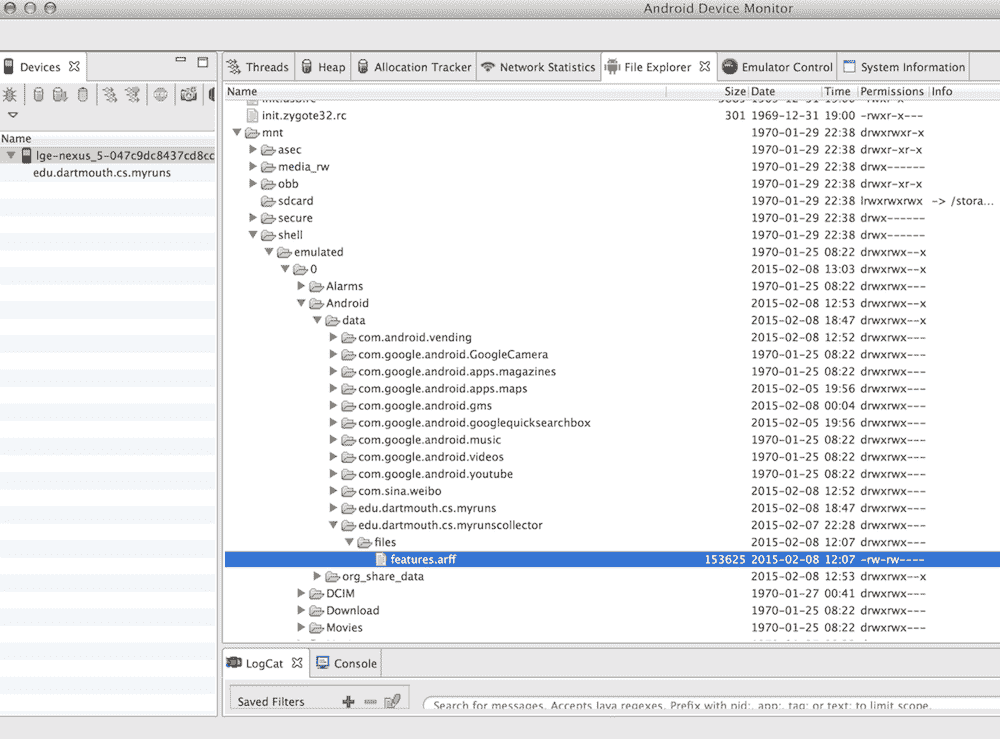 Android Device Monitor
Devices
Threads Heap Allocation Tracker Network Statistics File Explorer Emulator Control System Information
Name Size Date Time Permissions Info
init.zygote32.rc 301 1969-12-31 19:00 -rwxr-x---
Name
mnt 1970-01-29 22:38 drwxrwxr-x
lge-nexus_5-047c9dc8437cd8cc
asec 1970-01-29 22:38 drwxr-xr-x
edu.dartmouth.cs.myruns
media_rw 1970-01-29 22:38 drwx------
obb 1970-01-29 22:38 drwxr-xr-x
sdcard 1970-01-29 22:38 lrwxrwxrwx -> /stora...
secure 1970-01-29 22:38 drwx------
shell 1970-01-29 22:38 drwx------
emulated 1970-01-25 08:22 drwxrwx--x
0 2015-02-08 13:03 drwxrwx--x
Alarms 1970-01-25 08:22 drwxrwx---
Android 2015-02-08 12:53 drwxrwx--x
data 2015-02-08 18:47 drwxrwx--x
com.android.vending 2015-02-08 12:52 drwxrwx---
com.google.android.GoogleCamera 1970-01-25 08:22 drwxrwx---
com.google.android.apps.magazines 1970-01-25 08:22 drwxrwx---
com.google.android.apps.maps 2015-02-05 19:56 drwxrwx---
com.google.android.gms 2015-02-08 00:04 drwxrwx---
com.google.android.googlequicksearchbox 2015-02-05 19:56 drwxrwx---
com.google.android.music 1970-01-25 08:22 drwxrwx---
com.google.android.videos 1970-01-25 08:22 drwxrwx---
com.google.android.youtube 1970-01-25 08:22 drwxrwx---
com.sina.weibo 2015-02-08 12:52 drwxrwx---
edu.dartmouth.cs.myruns 2015-02-08 18:47 drwxrwx---
edu.dartmouth.cs.myrunscollector 2015-02-07 22:28 drwxrwx---
files 2015-02-08 12:07 drwxrwx---
features.arff 153625 2015-02-08 12:07 -rw-rw----
org_share_data 2015-02-08 12:53 drwxrwx--x
DCIM 1970-01-27 00:41 drwxrwx---
Download 1970-01-25 08:22 drwxrwx---
Movies 1970-01-25 08:22 drwxrwx---
LogCat Console
Saved Filters
Search for messages. Accepts Java regexes. Prefix with pid:, app:, tag: or text: to limit scope.